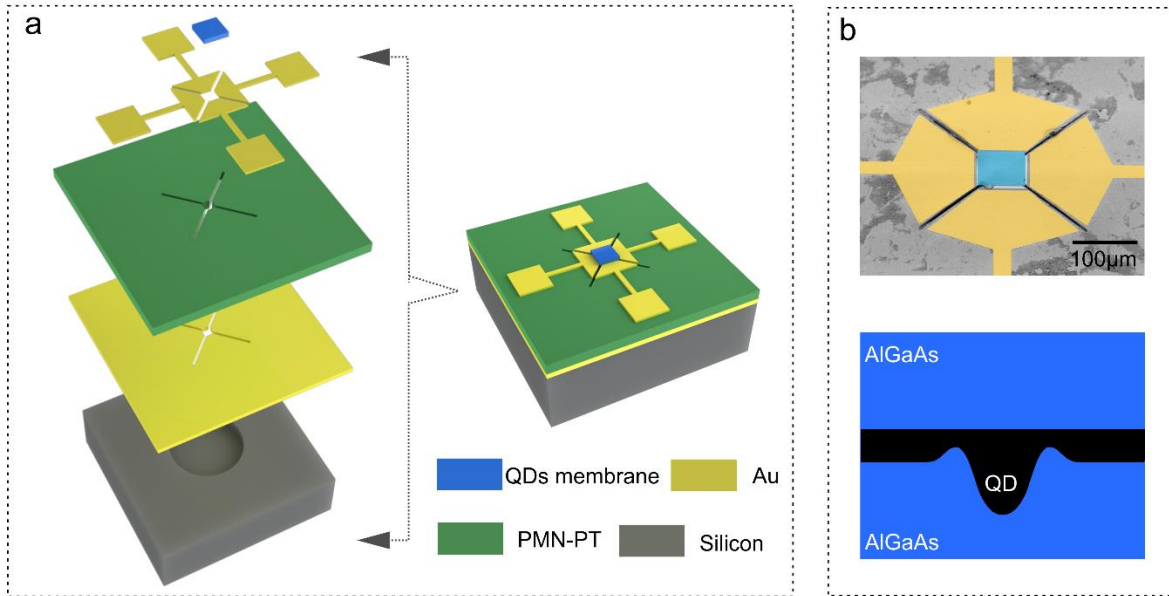 a
QDs membrane
Au
PMN-PT
Silicon
b
100μm
AlGaAs
QD
AlGaAs